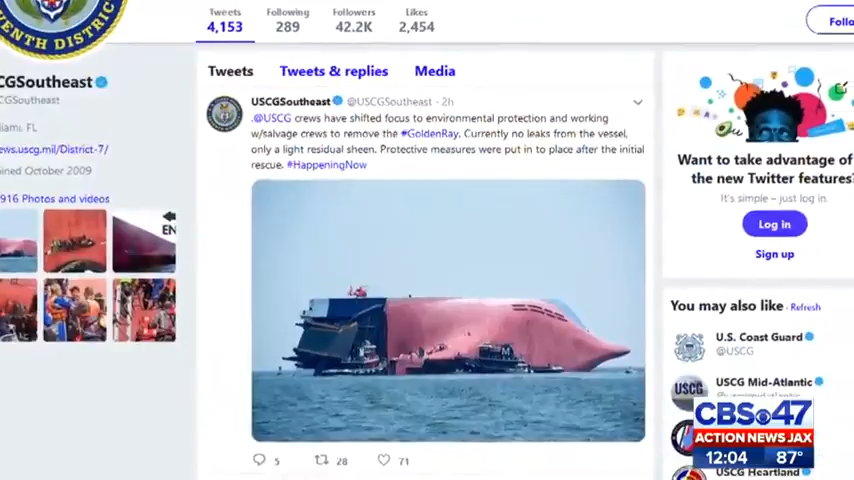 ENTH DISTRIC
Tweets Following Followers Likes
4,153 289 42.2K 2,454
Follo
CGSoutheast
CGSoutheast
iami, FL
ews.uscg.mil/District-7/
ined October 2009
916 Photos and videos
EN
Tweets Tweets & replies Media
USCGSoutheast @USCGSoutheast · 2h
.@USCG crews have shifted focus to environmental protection and working
w/salvage crews to remove the #GoldenRay. Currently no leaks from the vessel,
only a light residual sheen. Protective measures were put in to place after the initial
rescue. #HappeningNow
M
5 28 71
Want to take advantage of
the new Twitter features?
It's simple – just log in.
Log in
Sign up
You may also like · Refresh
U.S. Coast Guard
@USCG
USCG
USCG Mid-Atlantic
USCG Heartland
CBS 47
ACTION NEWS JAX
12:04 87°